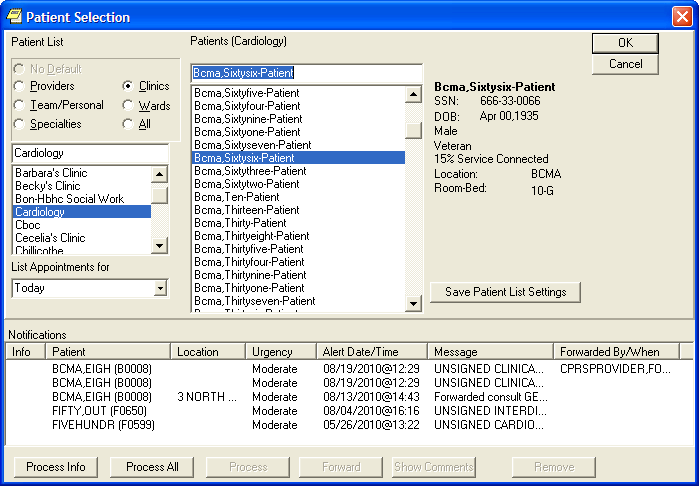 Patient Selection
Patient List
No Default
Providers
Clinics
Team/Personal
Wards
Specialties
All
Cardiology
Barbara's Clinic
Becky's Clinic
Bon-Hbhc Social Work
Cardiology
Cboc
Cecelia's Clinic
Chillicothe
List Appointments for
Today
Patients (Cardiology)
Bcma,Sixtysix-Patient
Bcma,Sixtyfive-Patient
Bcma,Sixtyfour-Patient
Bcma,Sixtynine-Patient
Bcma,Sixtyone-Patient
Bcma,Sixtyseven-Patient
Bcma,Sixtysix-Patient
Bcma,Sixtythree-Patient
Bcma,Sixtytwo-Patient
Bcma,Ten-Patient
Bcma,Thirteen-Patient
Bcma,Thirty-Patient
Bcma,Thirtyeight-Patient
Bcma,Thirtyfive-Patient
Bcma,Thirtyfour-Patient
Bcma,Thirtynine-Patient
Bcma,Thirtyone-Patient
Bcma,Thirtyseven-Patient
OK
Cancel
Bcma,Sixtysix-Patient
SSN: 666-33-0066
DOB: Apr 00,1935
Male
Veteran
15% Service Connected
Location: BCMA
Room-Bed: 10-G
Save Patient List Settings
Notifications
Info Patient Location Urgency Alert Date/Time Message Forwarded By/When
BCMA,EIGH (B0008) Moderate 08/19/2010@12:29 UNSIGNED CLINICA... CPRSPROVIDER,FO...
BCMA,EIGH (B0008) Moderate 08/19/2010@12:29 UNSIGNED CLINICA...
BCMA,EIGH (B0008) 3 NORTH ... Moderate 08/13/2010@14:43 Forwarded consult GE...
FIFTY,OUT (F0650) Moderate 08/04/2010@16:16 UNSIGNED INTERDI...
FIVEHUNDR (F0599) Moderate 05/26/2010@13:22 UNSIGNED CARDIO...
Process Info
Process All
Process
Forward
Show Comments
Remove